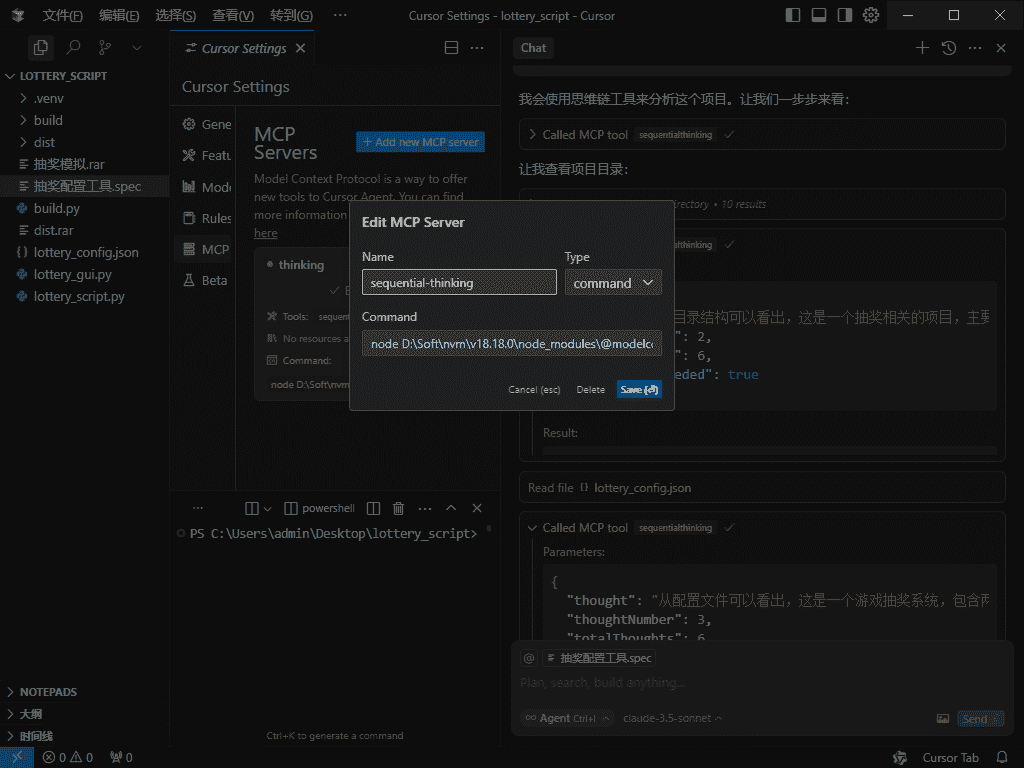 文件(F) 编辑(E) 选择(S) 查看(V) 转到(G) ··· Cursor Settings - lottery_script - Cursor
Cursor Settings
Chat
LOTTERY_SCRIPT
.venv
build
dist
抽奖模拟.rar
抽奖配置工具.spec
build.py
dist.rar
lottery_config.json
lottery_gui.py
lottery_script.py
NOTEPADS
大纲
时间线
Cursor Settings
Gene
Featu
Mode
Rules
MCP
Beta
MCP
Servers
+ Add new MCP server
Model Context Protocol is a way to offer
new tools to Cursor Agent. You can find
more information
here
thinking
Tools: sequent
No resources a
Command:
node D:\Soft\nvm
Edit MCP Server
Name Type
sequential-thinking command
Command
node D:\Soft\nvm\v18.18.0\node_modules\@modelc
Cancel (esc) Delete Save (⏎)
powershell
PS C:\Users\admin\Desktop\lottery_script>
Ctrl+K to generate a command
我会使用思维链工具来分析这个项目。让我们一步步来看：
Called MCP tool sequentialthinking
让我查看项目目录：
irectory • 10 results
althinking
目录结构可以看出，这是一个抽奖相关的项目，主要
": 2,
": 6,
eded": true
Result:
Read file {} lottery_config.json
Called MCP tool sequentialthinking
Parameters:
{
"thought": "从配置文件可以看出，这是一个游戏抽奖系统，包含两
"thoughtNumber": 3,
"totalThoughts": 6
@ 抽奖配置工具.spec
Plan, search, build anything...
Agent Ctrl+I claude-3.5-sonnet Send
0 0 0 Cursor Tab